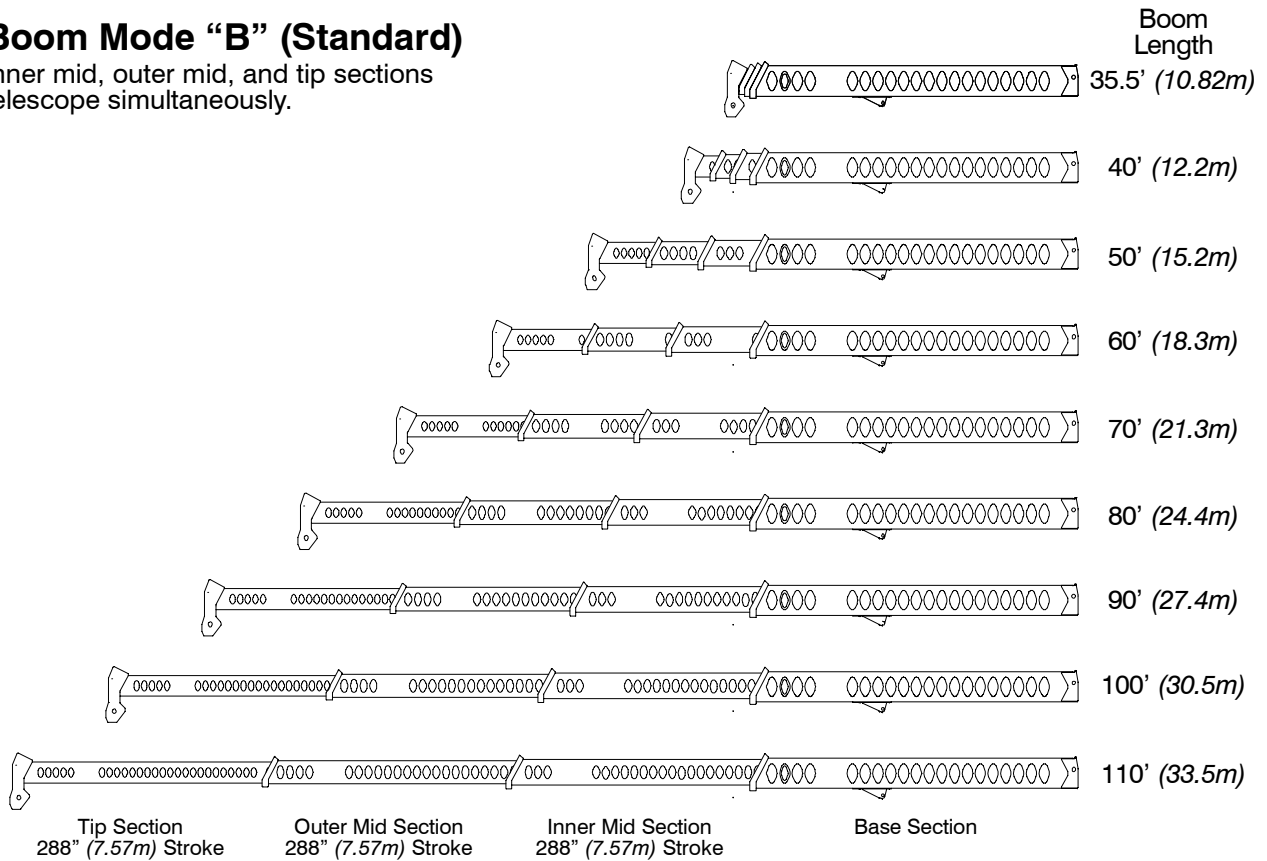 Boom Mode “B” (Standard)
nner mid, outer mid, and tip sections
elescope simultaneously.
Boom
Length
35.5’ (10.82m)
40’ (12.2m)
50’ (15.2m)
60’ (18.3m)
70’ (21.3m)
80’ (24.4m)
90’ (27.4m)
100’ (30.5m)
110’ (33.5m)
Tip Section
288” (7.57m) Stroke
Outer Mid Section
288” (7.57m) Stroke
Inner Mid Section
288” (7.57m) Stroke
Base Section